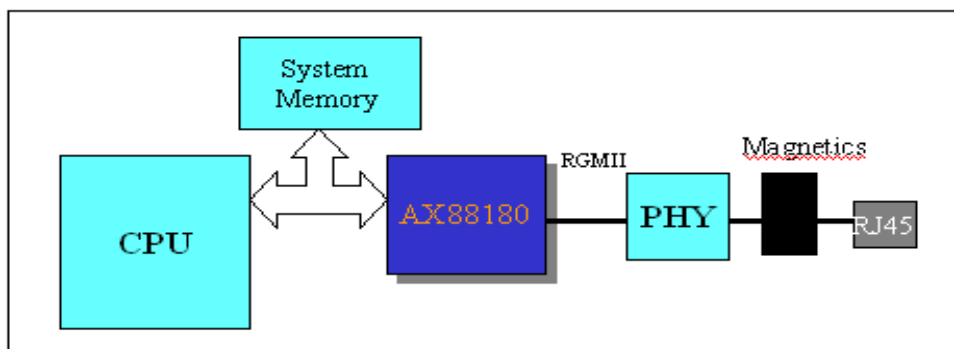 System
Memory
CPU
AX88180
RGMII
PHY
Magnetics
RJ45